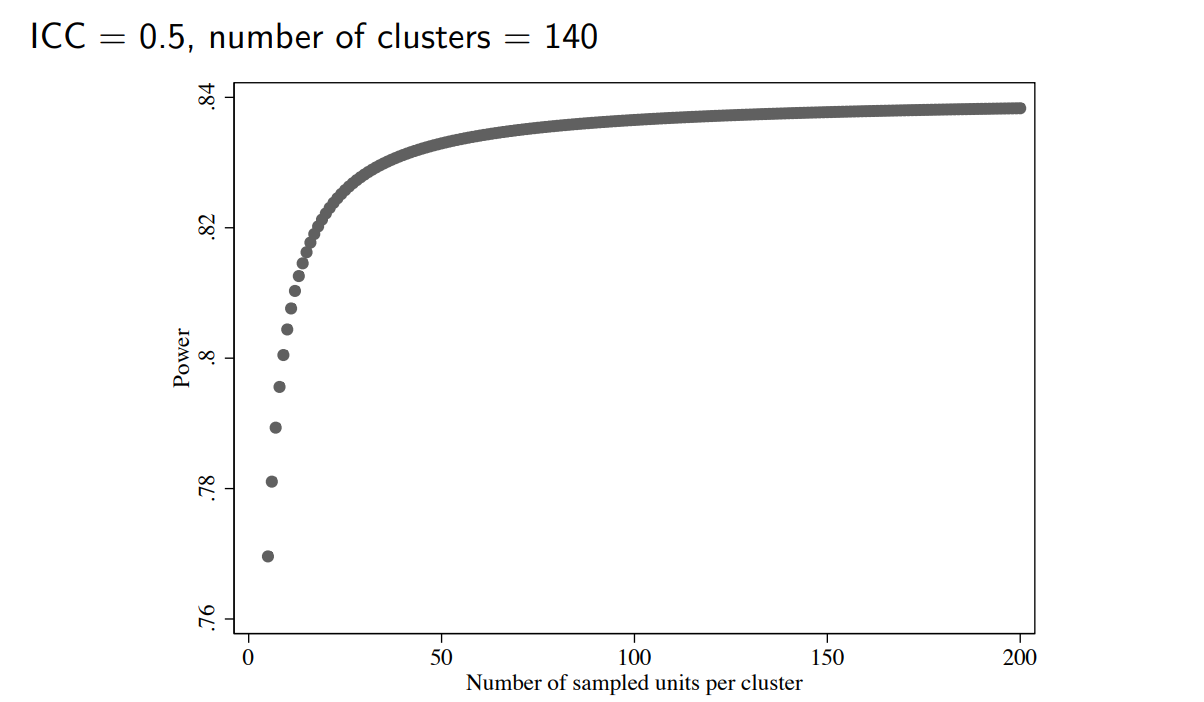 ICC = 0.5, number of clusters = 140
.84
.82
.8
.78
.76
Power
0 50 100 150 200
Number of sampled units per cluster